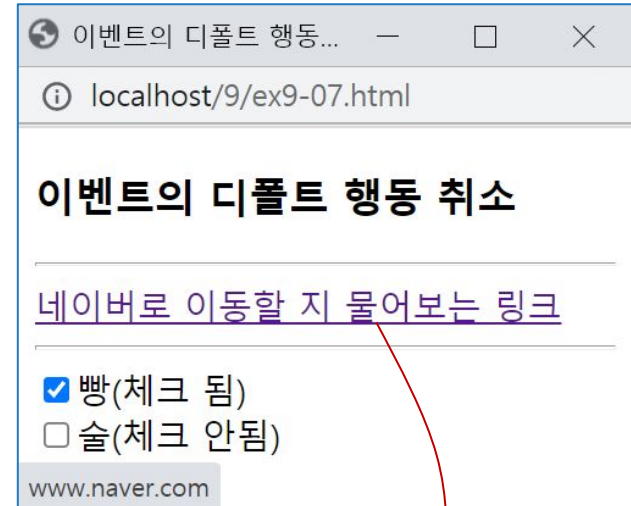 이벤트의 디폴트 행동...
localhost/9/ex9-07.html
이벤트의 디폴트 행동 취소
네이버로 이동할 지 물어보는 링크
빵(체크 됨)
술(체크 안됨)
www.naver.com